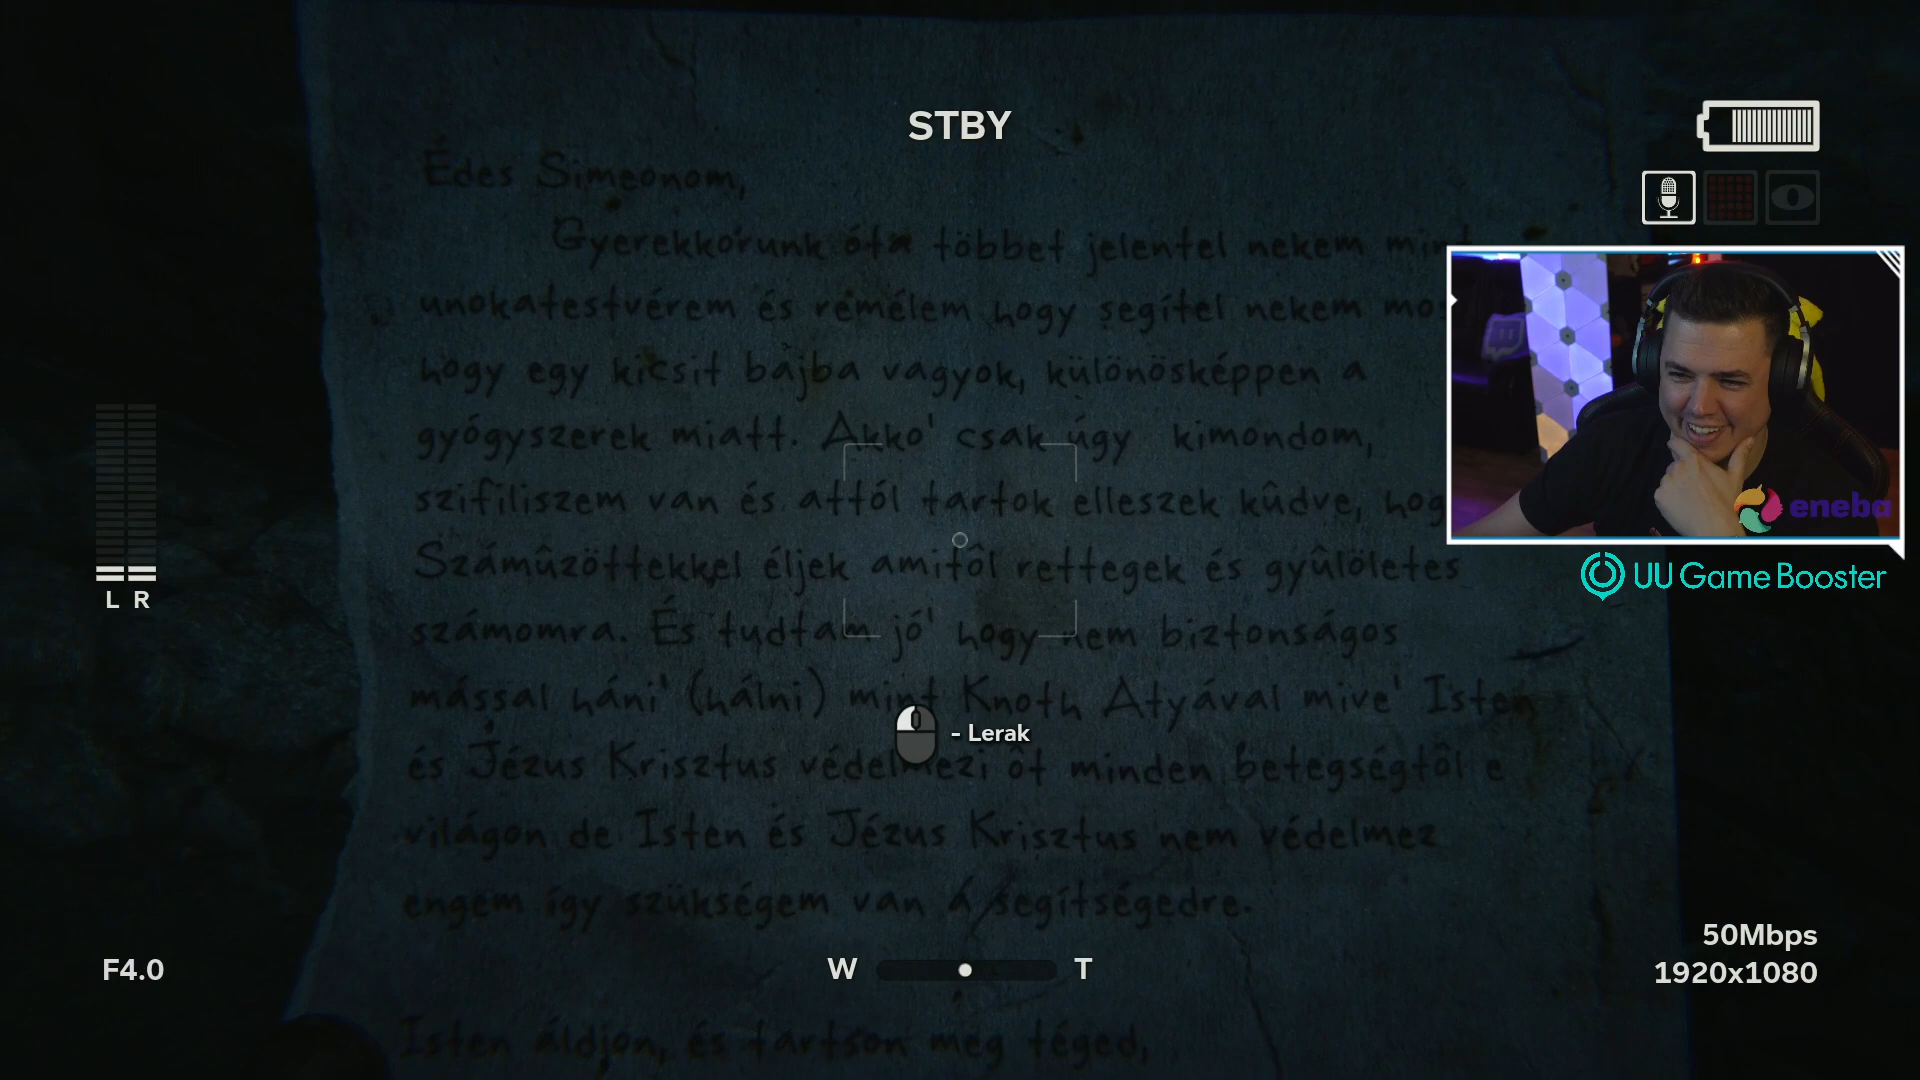 STBY
Édes Simeonom,
Gyerekkorunk óta többet jelentel nekem mint
unokatestvérem és remélem hogy segítel nekem
hogy egy kicsit bajba vagyok, különösképpen a
gyógyszerek miatt. Akko' csak úgy kimondom,
szifiliszem van és attól tartok elleszek kûdve,
Számûzöttekkel éljek amitôl rettegek és gyûlöletes
számomra. És tudtam jó' hogy nem biztonságos
mással háni' (hálni) mint Knoth Atyával mive' Isten
- Lerak
és Jézus Krisztus védelmezi ôt minden betegségtôl e
világon de Isten és Jézus Krisztus nem védelmez
engem így szükségem van á segítségedre.
Isten áldjon, és tartson meg téged,
L R
F4.0
W T
50Mbps
1920x1080
eneba
UU Game Booster